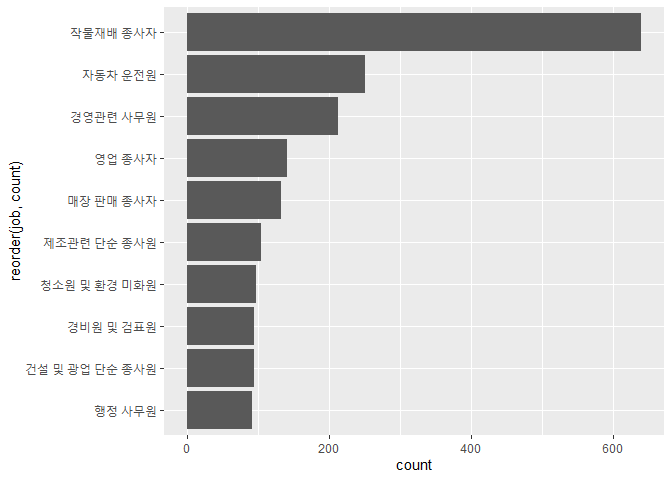 작물재배 종사자
자동차 운전원
경영관련 사무원
영업 종사자
매장 판매 종사자
제조관련 단순 종사원
청소원 및 환경 미화원
경비원 및 검표원
건설 및 광업 단순 종사원
행정 사무원
reorder(job, count)
0 200 400 600
count